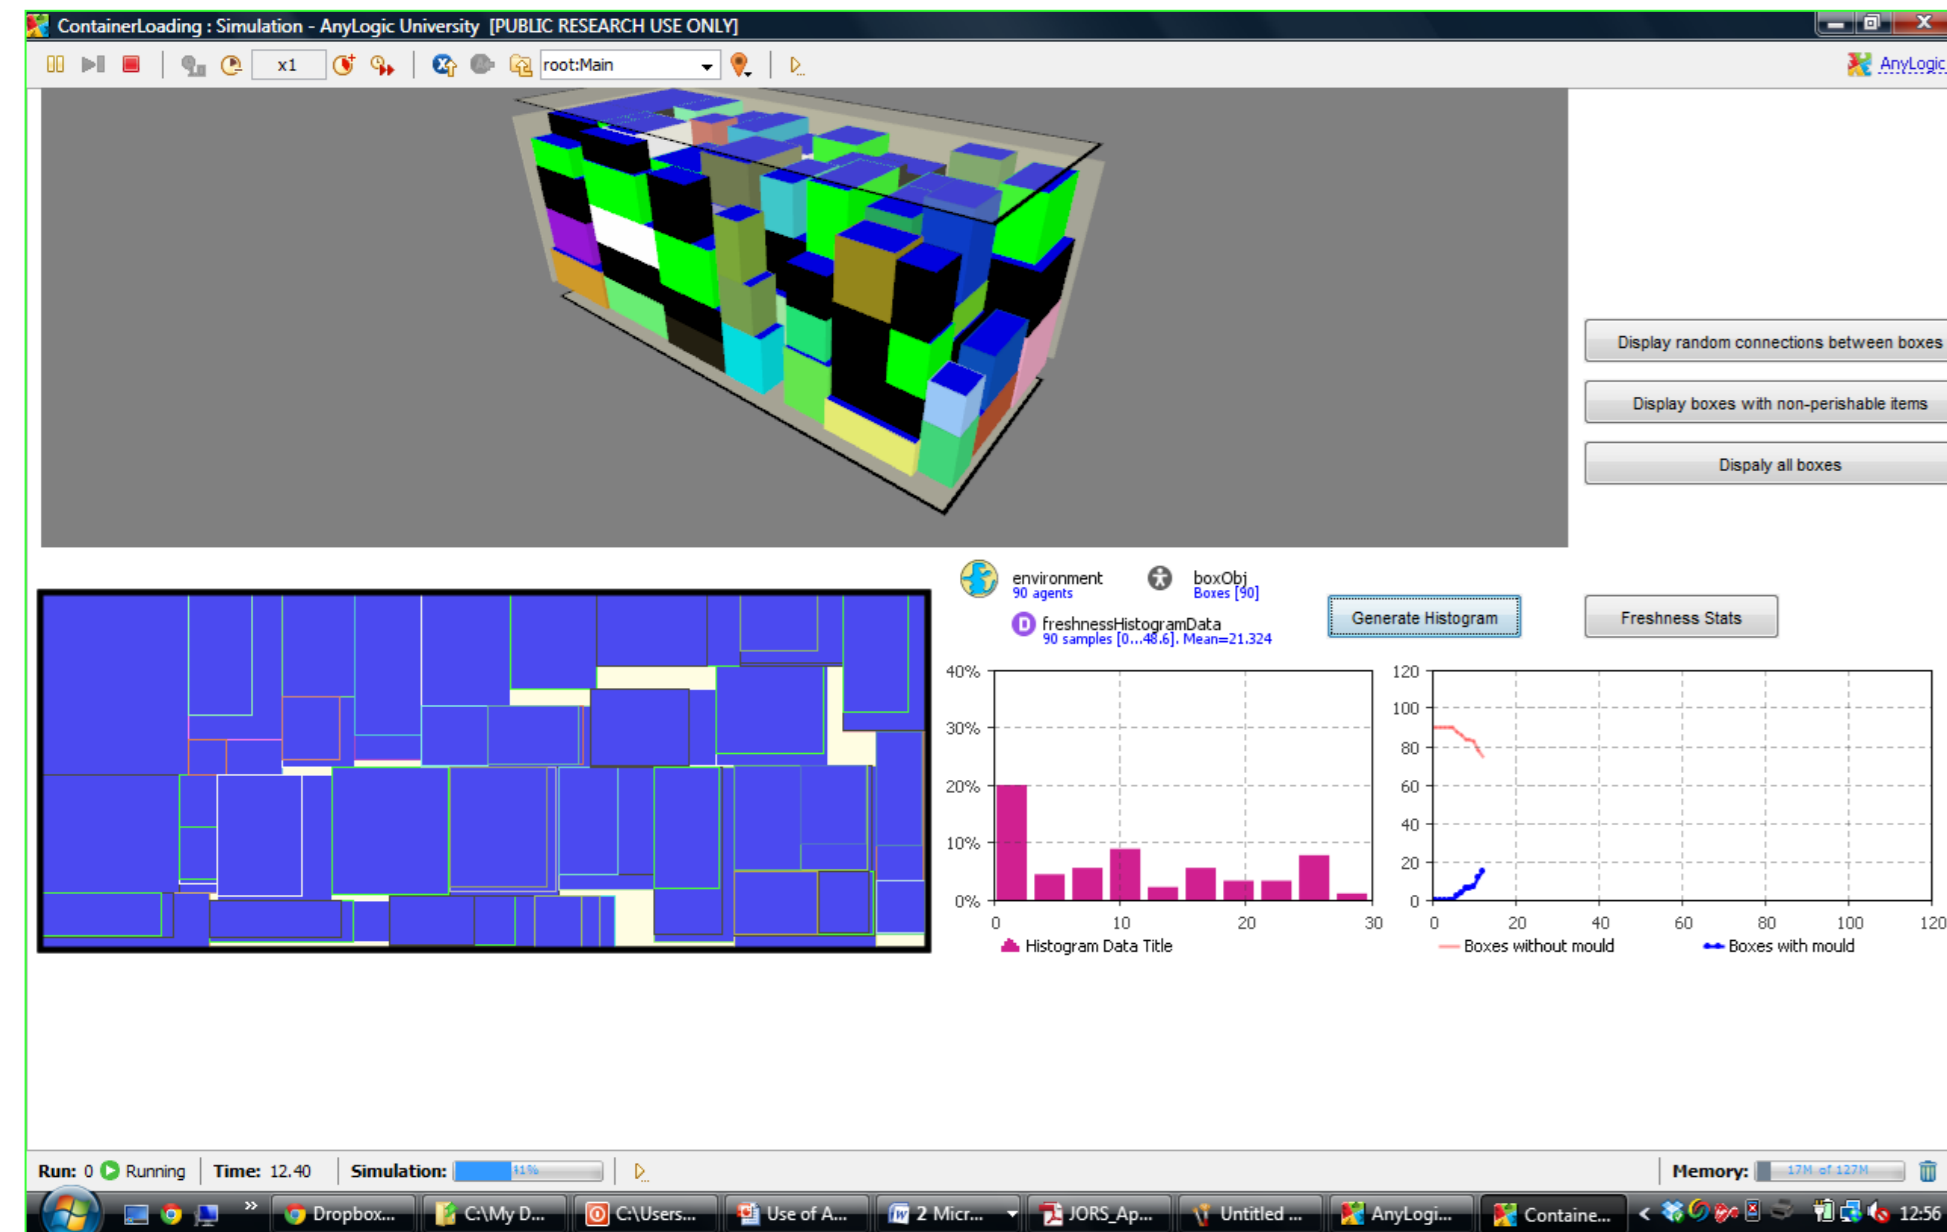 ContainerLoading : Simulation - AnyLogic University [PUBLIC RESEARCH USE ONLY]
x1
root:Main
AnyLogic
Display random connections between boxes
Display boxes with non-perishable items
Dispaly all boxes
environment
90 agents
boxObj
Boxes [90]
freshnessHistogramData
90 samples [0...48.6]. Mean=21.324
Generate Histogram
Freshness Stats
40%
30%
20%
10%
0%
0 10 20 30
Histogram Data Title
120
100
80
60
40
20
0
0 20 40 60 80 100 120
Boxes without mould
Boxes with mould
Run: 0 Running Time: 12.40 Simulation: 41%
Memory: 17M of 127M
» Dropbox... C:\My D... C:\Users... Use of A... 2 Micr... JORS_Ap... Untitled ... AnyLogi... Containe... < 12:56